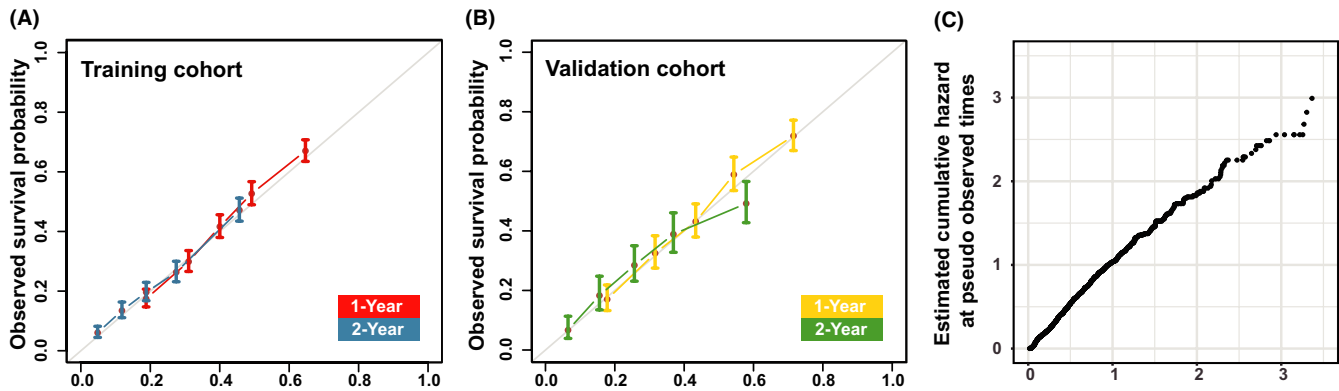 (A)
Observed survival probability
1.0
0.8
0.6
0.4
0.2
0.0
Training cohort
1-Year
2-Year
0.0 0.2 0.4 0.6 0.8 1.0
(B)
Observed survival probability
1.0
0.8
0.6
0.4
0.2
0.0
Validation cohort
1-Year
2-Year
0.0 0.2 0.4 0.6 0.8 1.0
(C)
Estimated cumulative hazard
at pseudo observed times
3
2
1
0
0 1 2 3